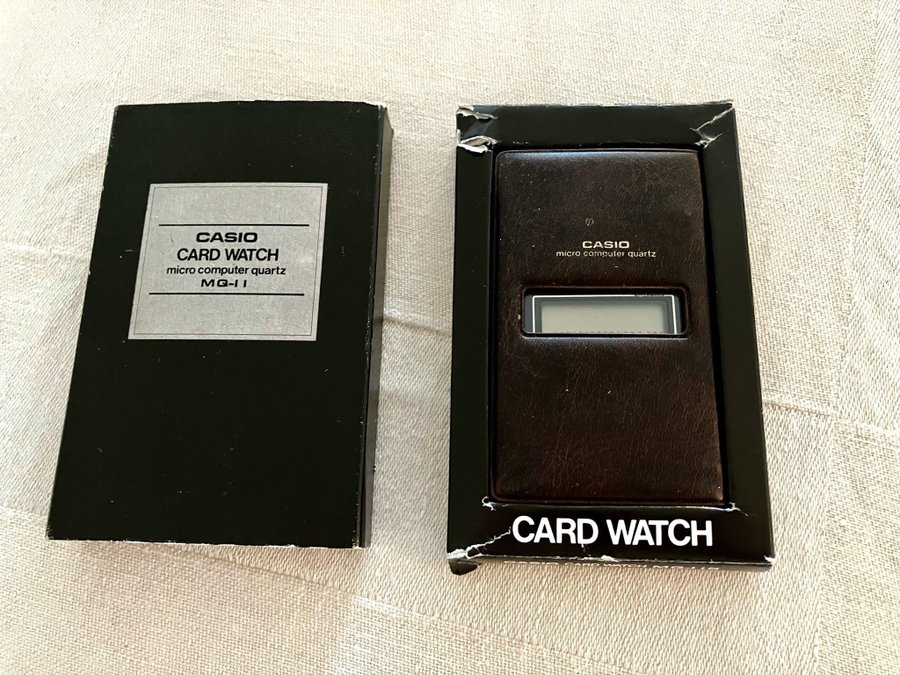 CASIO
CARD WATCH
micro computer quartz
MQ-11
CASIO
micro computer quartz
CARD WATCH